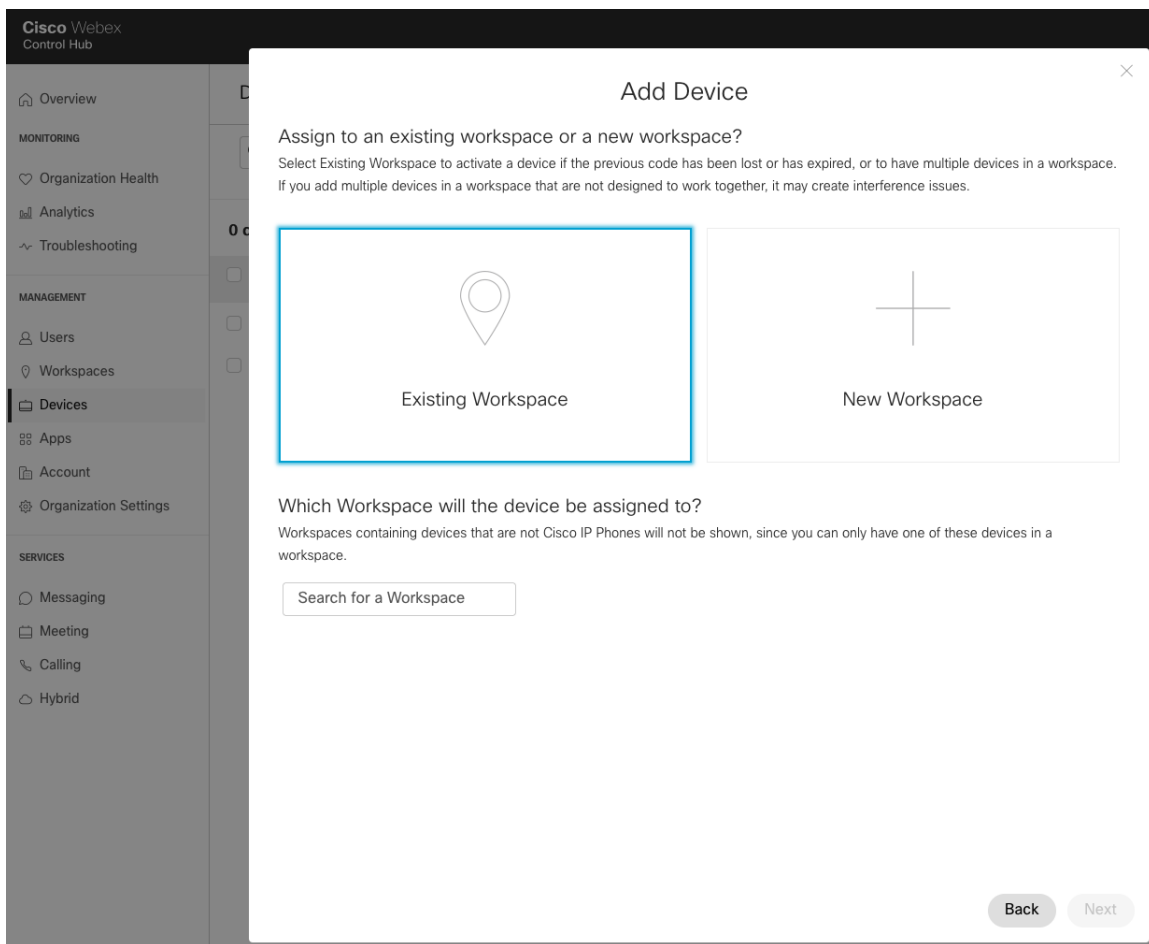 Cisco Webex
Control Hub
Overview
MONITORING
Organization Health
Analytics
Troubleshooting
MANAGEMENT
Users
Workspaces
Devices
Apps
Account
Organization Settings
SERVICES
Messaging
Meeting
Calling
Hybrid
D
0
Add Device
Assign to an existing workspace or a new workspace?
Select Existing Workspace to activate a device if the previous code has been lost or has expired, or to have multiple devices in a workspace.
If you add multiple devices in a workspace that are not designed to work together, it may create interference issues.
Existing Workspace
New Workspace
Which Workspace will the device be assigned to?
Workspaces containing devices that are not Cisco IP Phones will not be shown, since you can only have one of these devices in a
workspace.
Search for a Workspace
Back
Next